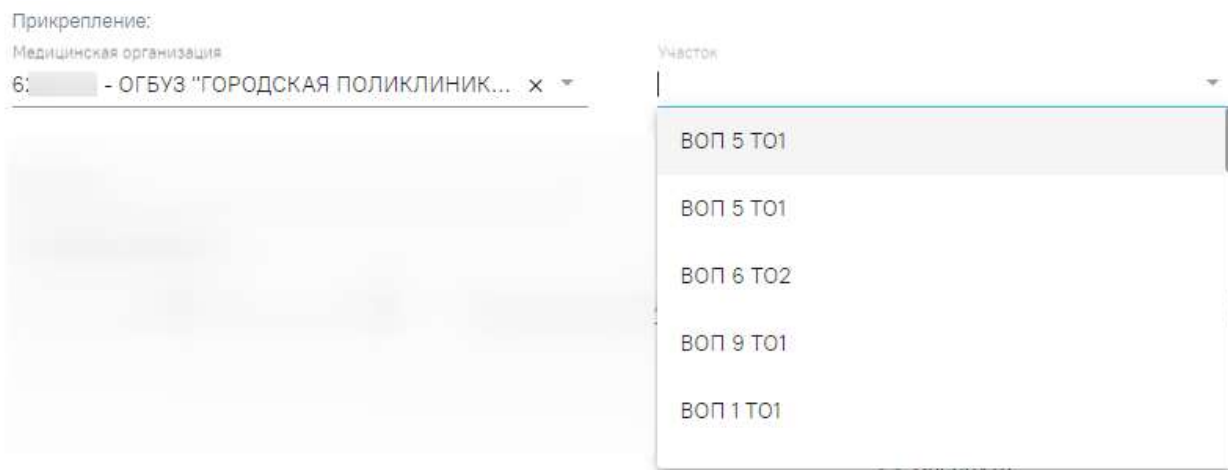 Прикрепление:
Медицинская организация
Участок
62 - ОГБУЗ "ГОРОДСКАЯ ПОЛИКЛИНИК...
ВОП 5 ТО1
ВОП 5 ТО1
ВОП 6 ТО2
ВОП 9 ТО1
ВОП 1 ТО1